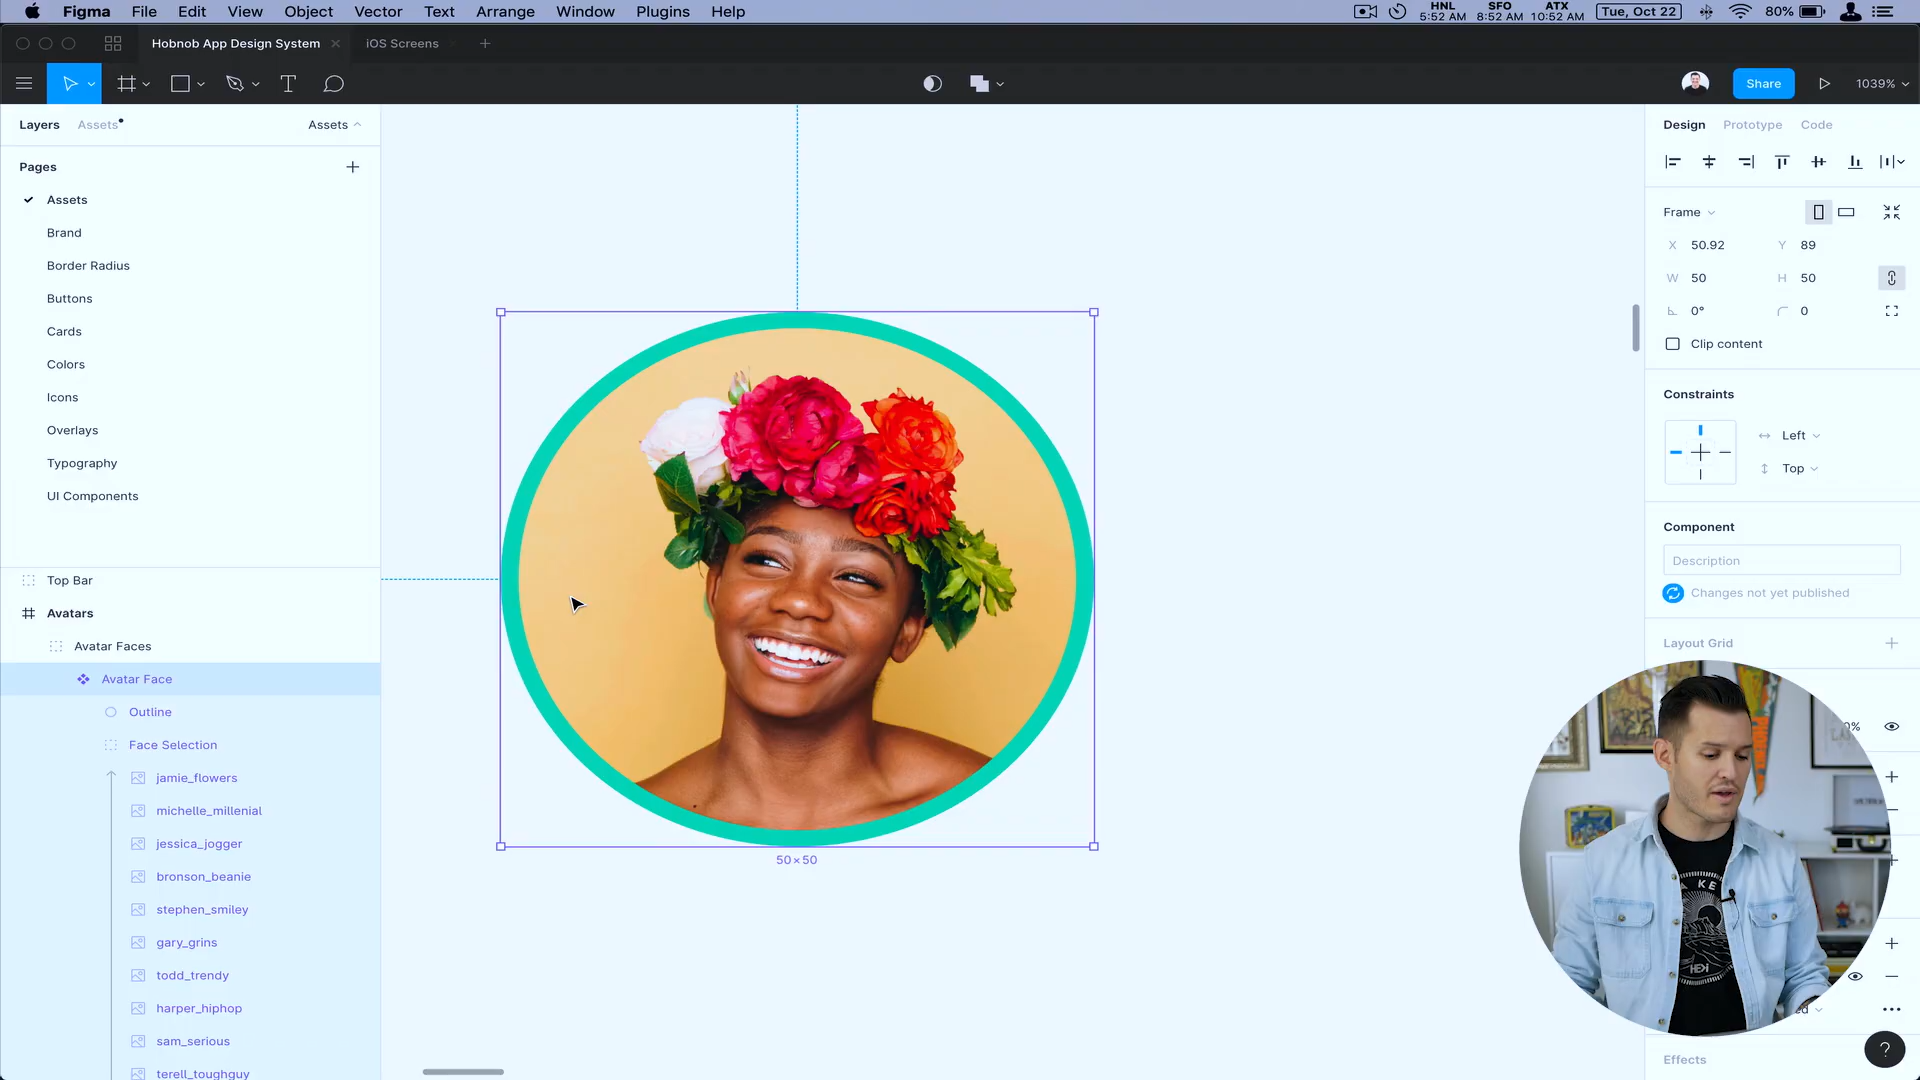 Figma File Edit View Object Vector Text Arrange Window Plugins Help
HNL 5:52 AM SFO 8:52 AM ATX 10:52 AM Tue, Oct 22 80%
Hobnob App Design System iOS Screens
Share 1039%
Layers Assets Assets
Pages
Assets
Brand
Border Radius
Buttons
Cards
Colors
Icons
Overlays
Typography
UI Components
Top Bar
Avatars
Avatar Faces
Avatar Face
Outline
Face Selection
jamie_flowers
michelle_millenial
jessica_jogger
bronson_beanie
stephen_smiley
gary_grins
todd_trendy
harper_hiphop
sam_serious
terell_toughguy
50×50
Design Prototype Code
Frame
X 50.92 Y 89
W 50 H 50
0° 0
Clip content
Constraints
Left
Top
Component
Description
Changes not yet published
Layout Grid
Effects
?